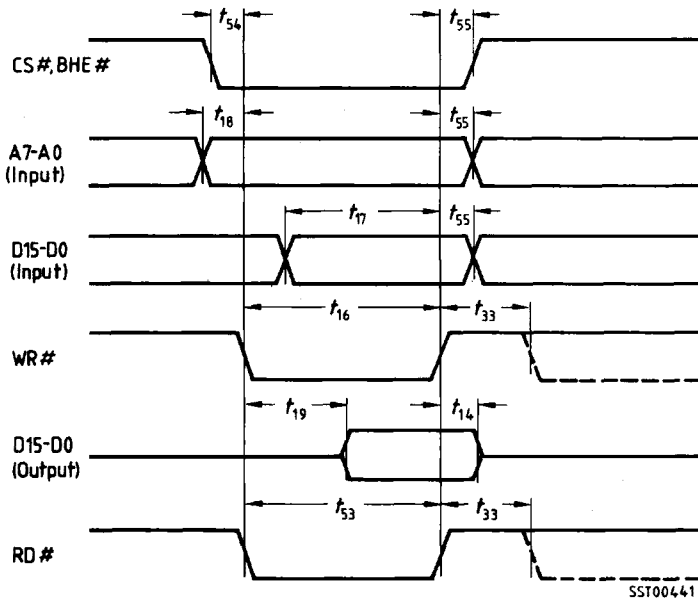 t54 t55
CS#, BHE#
t18 t55
A7-A0
(Input)
t17 t55
D15-D0
(Input)
t16 t33
WR#
t19 t14
D15-D0
(Output)
t53 t33
RD#
SST00441